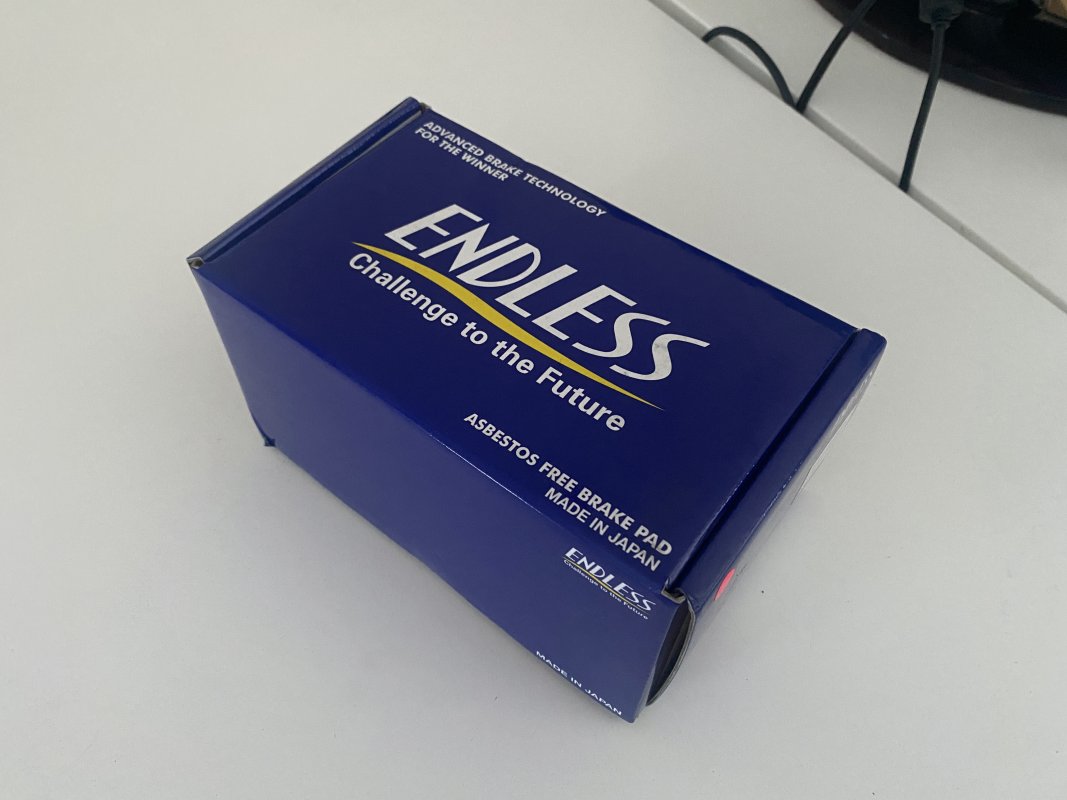 ADVANCED BRAKE TECHNOLOGY
FOR THE WINNER
ENDLESS
Challenge to the Future
ASBESTOS FREE BRAKE PAD
MADE IN JAPAN
ENDLESS
Challenge to the Future
MADE IN JAPAN